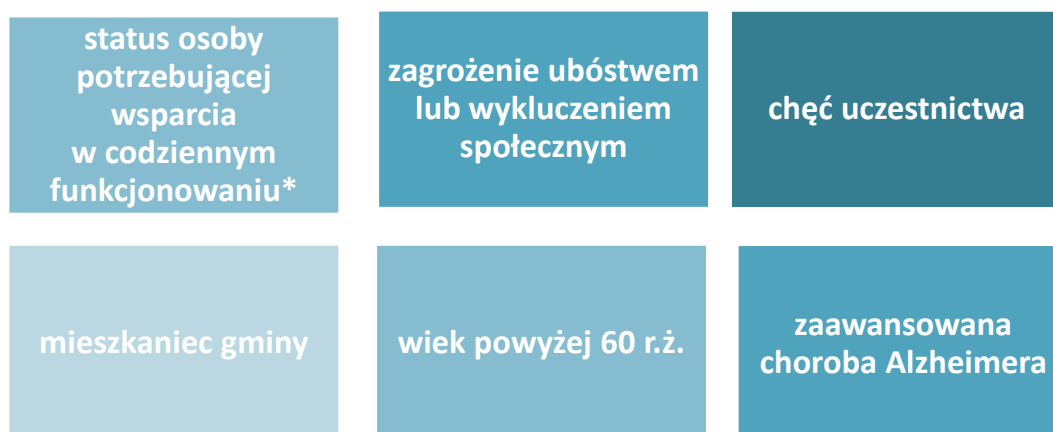 status osoby
potrzebującej
wsparcia
w codziennym
funkcjonowaniu*
zagrożenie ubóstwem
lub wykluczeniem
społecznym
chęć uczestnictwa
mieszkaniec gminy
wiek powyżej 60 r.ż.
zaawansowana
choroba Alzheimera